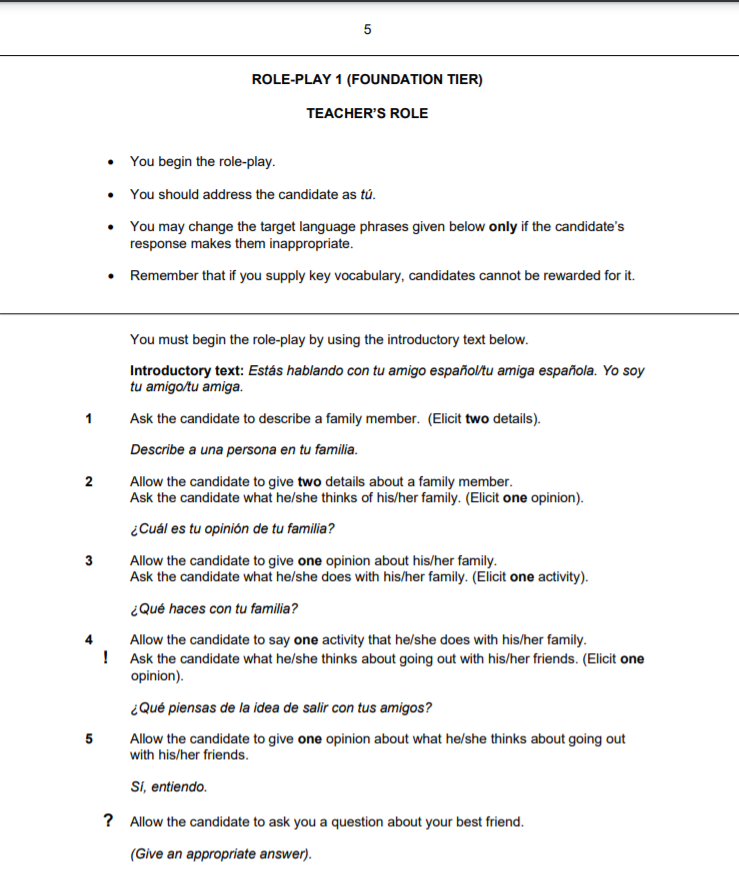 5
ROLE-PLAY 1 (FOUNDATION TIER)
TEACHER'S ROLE
• You begin the role-play.
• You should address the candidate as tú.
• You may change the target language phrases given below only if the candidate's
response makes them inappropriate.
• Remember that if you supply key vocabulary, candidates cannot be rewarded for it.
You must begin the role-play by using the introductory text below.
Introductory text: Estás hablando con tu amigo español/tu amiga española. Yo soy
tu amigo/tu amiga.
1 Ask the candidate to describe a family member. (Elicit two details).
Describe a una persona en tu familia.
2 Allow the candidate to give two details about a family member.
Ask the candidate what he/she thinks of his/her family. (Elicit one opinion).
¿Cuál es tu opinión de tu familia?
3 Allow the candidate to give one opinion about his/her family.
Ask the candidate what he/she does with his/her family. (Elicit one activity).
¿Qué haces con tu familia?
4 Allow the candidate to say one activity that he/she does with his/her family.
! Ask the candidate what he/she thinks about going out with his/her friends. (Elicit one
opinion).
¿Qué piensas de la idea de salir con tus amigos?
5 Allow the candidate to give one opinion about what he/she thinks about going out
with his/her friends.
Sí, entiendo.
? Allow the candidate to ask you a question about your best friend.
(Give an appropriate answer).